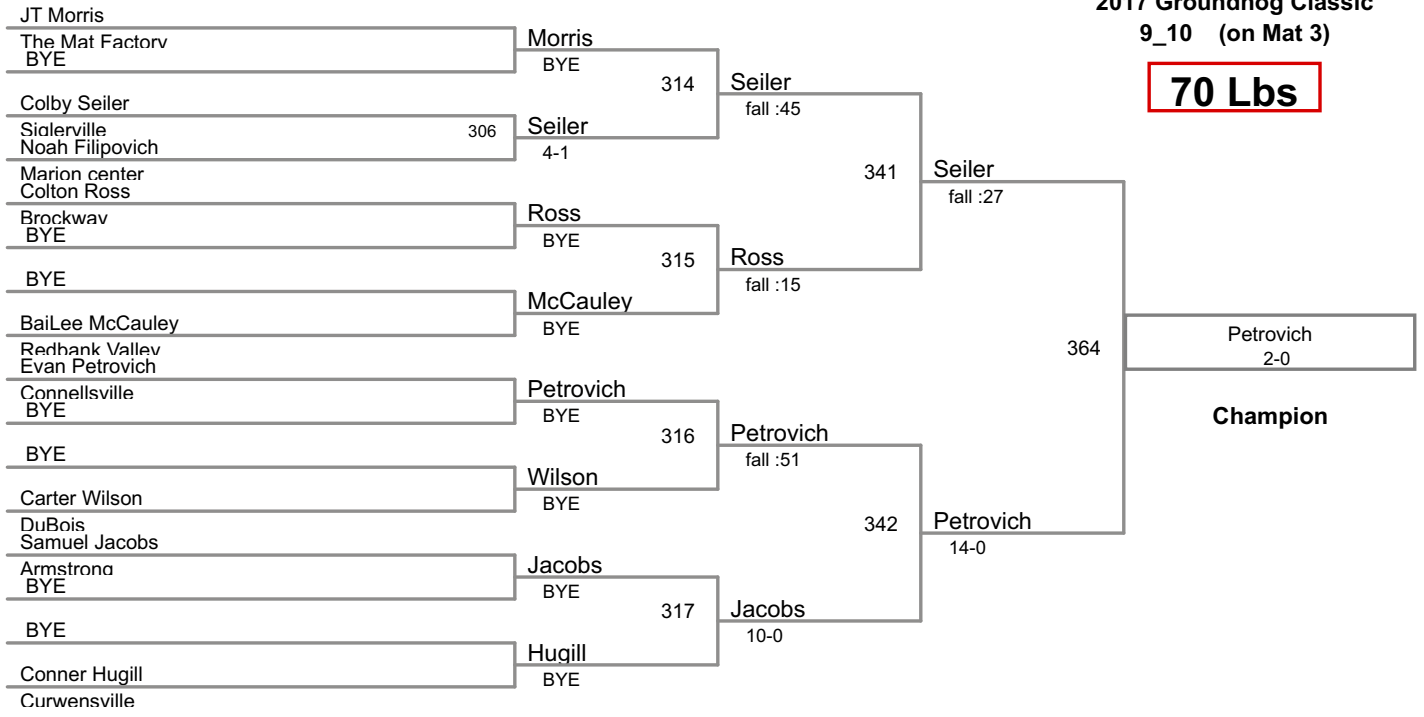 2017 Groundhog Classic
9_10 (on Mat 3)
70 Lbs
JT Morris
The Mat Factory
BYE
Colby Seiler
Siglerville
Noah Filipovich
Marion center
Colton Ross
Brockway
BYE
BYE
BaiLee McCauley
Redbank Valley
Evan Petrovich
Connellsville
BYE
BYE
Carter Wilson
DuBois
Samuel Jacobs
Armstrong
BYE
BYE
Conner Hugill
Curwensville
306
Morris
BYE
Seiler
4-1
Ross
BYE
McCauley
BYE
Petrovich
BYE
Wilson
BYE
Jacobs
BYE
Hugill
BYE
314
315
316
317
Seiler
fall :45
Ross
fall :15
Petrovich
fall :51
Jacobs
10-0
341
342
Seiler
fall :27
Petrovich
14-0
364
Petrovich
2-0
Champion